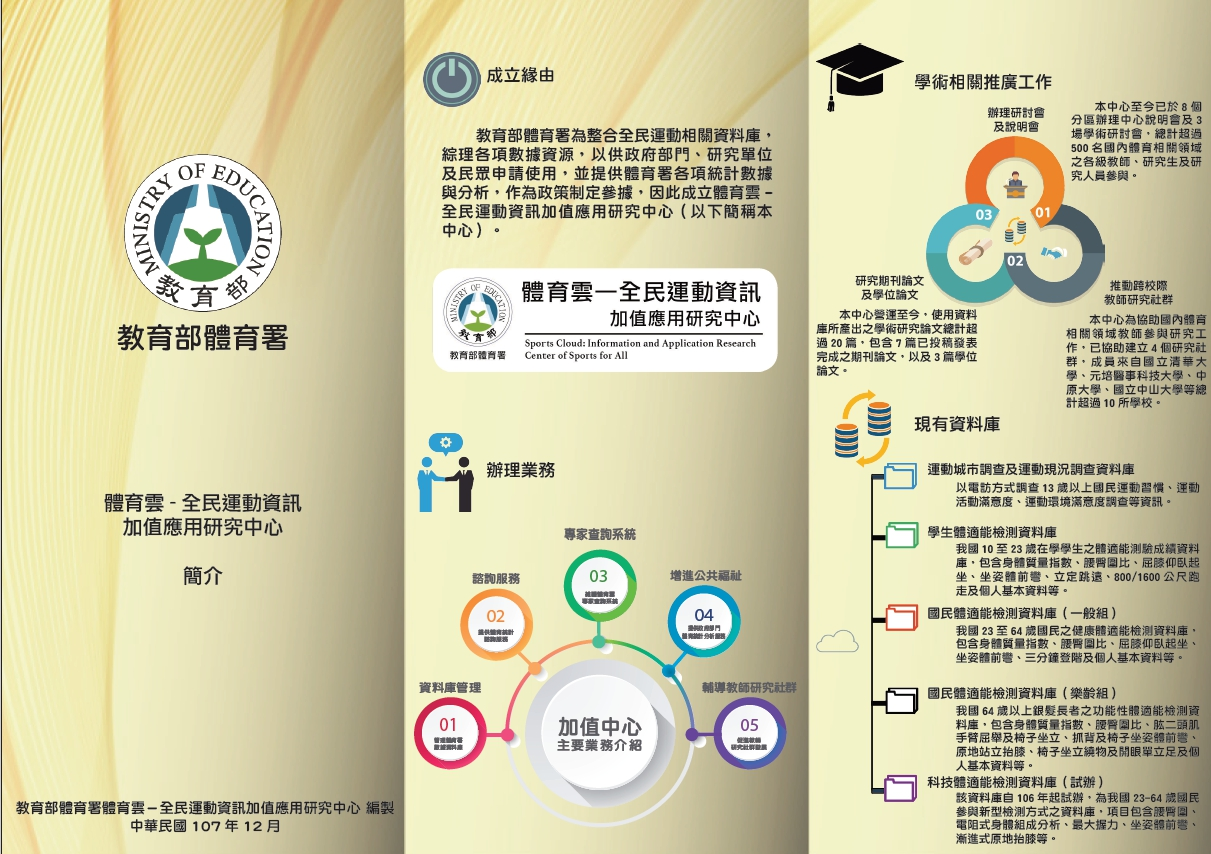 MINISTRY OF EDUCATION
教育部
教育部體育署
體育雲 - 全民運動資訊
加值應用研究中心
簡介
教育部體育署體育雲－全民運動資訊加值應用研究中心 編製
中華民國 107 年 12 月
成立緣由
教育部體育署為整合全民運動相關資料庫，
綜理各項數據資源，以供政府部門、研究單位
及民眾申請使用，並提供體育署各項統計數據
與分析，作為政策制定參據，因此成立體育雲－
全民運動資訊加值應用研究中心（以下簡稱本
中心）。
MINISTRY OF EDUCATION
教育部
教育部體育署
體育雲—全民運動資訊
加值應用研究中心
Sports Cloud: Information and Application Research
Center of Sports for All
辦理業務
資料庫管理
01
諮詢服務
02
提供體育統計
諮詢服務
專家查詢系統
03
專家查詢系統
增進公共福祉
04
提供政府部門
輔導教師研究社群
05
研究社群發展
加值中心
主要業務介紹
學術相關推廣工作
辦理研討會
及說明會
本中心至今已於 8 個
分區辦理中心說明會及 3
場學術研討會，總計超過
500 名國內體育相關領域
之各級教師、研究生及研
究人員參與。
01
02
03
研究期刊論文
及學位論文
本中心營運至今，使用資料
庫所產出之學術研究論文總計超
過 20 篇，包含 7 篇已投稿發表
完成之期刊論文，以及 3 篇學位
論文。
推動跨校際
教師研究社群
本中心為協助國內體育
相關領域教師參與研究工
作，已協助建立 4 個研究社
群，成員來自國立清華大
學、元培醫事科技大學、中
原大學、國立中山大學等總
計超過 10 所學校。
現有資料庫
運動城市調查及運動現況調查資料庫
以電訪方式調查 13 歲以上國民運動習慣、運動
活動滿意度、運動環境滿意度調查等資訊。
學生體適能檢測資料庫
我國 10 至 23 歲在學學生之體適能測驗成績資料
庫，包含身體質量指數、腰臀圍比、屈膝仰臥起
坐、坐姿體前彎、立定跳遠、800/1600 公尺跑
走及個人基本資料等。
國民體適能檢測資料庫（一般組）
我國 23 至 64 歲國民之健康體適能檢測資料庫，
包含身體質量指數、腰臀圍比、屈膝仰臥起坐、
坐姿體前彎、三分鐘登階及個人基本資料等。
國民體適能檢測資料庫（樂齡組）
我國 64 歲以上銀髮長者之功能性體適能檢測資
料庫，包含身體質量指數、腰臀圍比、肱二頭肌
手臂屈舉及椅子坐立、抓背及椅子坐姿體前彎、
原地站立抬膝、椅子坐立繞物及開眼單立足及個
人基本資料等。
科技體適能檢測資料庫（試辦）
該資料庫自 106 年起試辦，為我國 23-64 歲國民
參與新型檢測方式之資料庫，項目包含腰臀圍、
電阻式身體組成分析、最大握力、坐姿體前彎、
漸進式原地抬膝等。